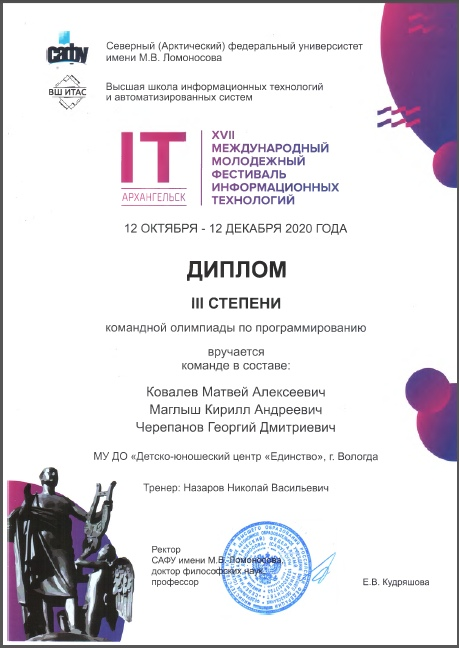 сафу
Северный (Арктический) федеральный университет
имени М.В. Ломоносова
ВШ ИТАС
Высшая школа информационных технологий
и автоматизированных систем
IT
АРХАНГЕЛЬСК
XVII
МЕЖДУНАРОДНЫЙ
МОЛОДЕЖНЫЙ
ФЕСТИВАЛЬ
ИНФОРМАЦИОННЫХ
ТЕХНОЛОГИЙ
12 ОКТЯБРЯ - 12 ДЕКАБРЯ 2020 ГОДА
ДИПЛОМ
III СТЕПЕНИ
командной олимпиады по программированию
вручается
команде в составе:
Ковалев Матвей Алексеевич
Маглыш Кирилл Андреевич
Черепанов Георгий Дмитриевич
МУ ДО «Детско-юношеский центр «Единство», г. Вологда
Тренер: Назаров Николай Васильевич
Ректор
САФУ имени М.В. Ломоносова,
доктор философских наук,
профессор
Е.В. Кудряшова